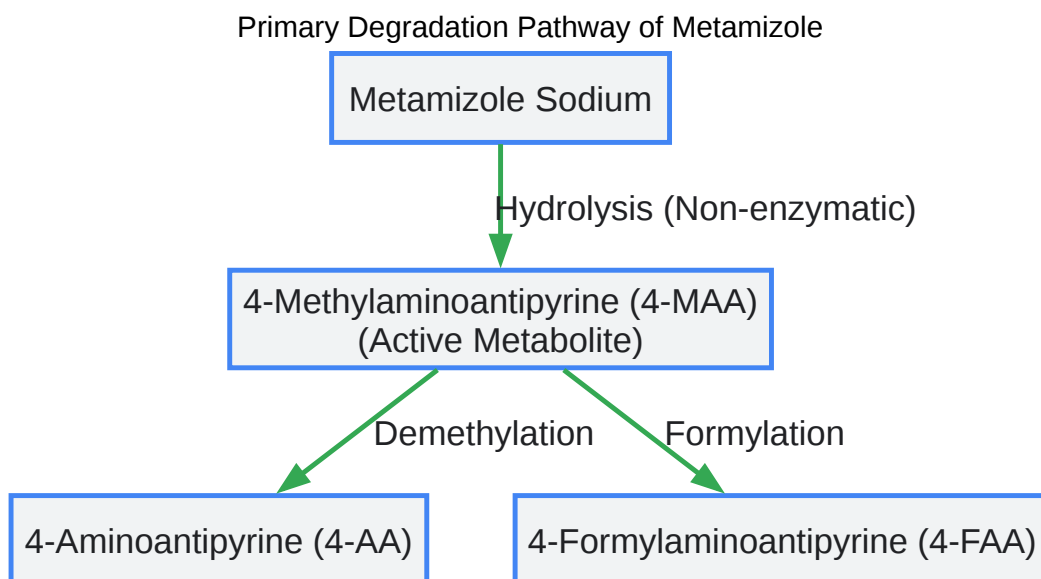 Primary Degradation Pathway of Metamizole
Metamizole Sodium
Hydrolysis (Non-enzymatic)
4-Methylaminoantipyrine (4-MAA)
(Active Metabolite)
Demethylation
Formylation
4-Aminoantipyrine (4-AA)
4-Formylaminoantipyrine (4-FAA)